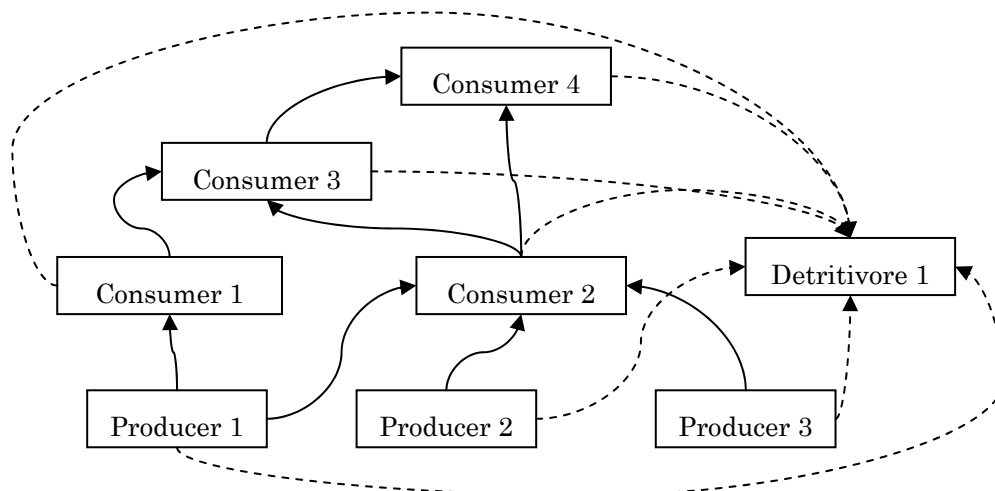 Consumer 4
Consumer 3
Consumer 1
Consumer 2
Detritivore 1
Producer 1
Producer 2
Producer 3